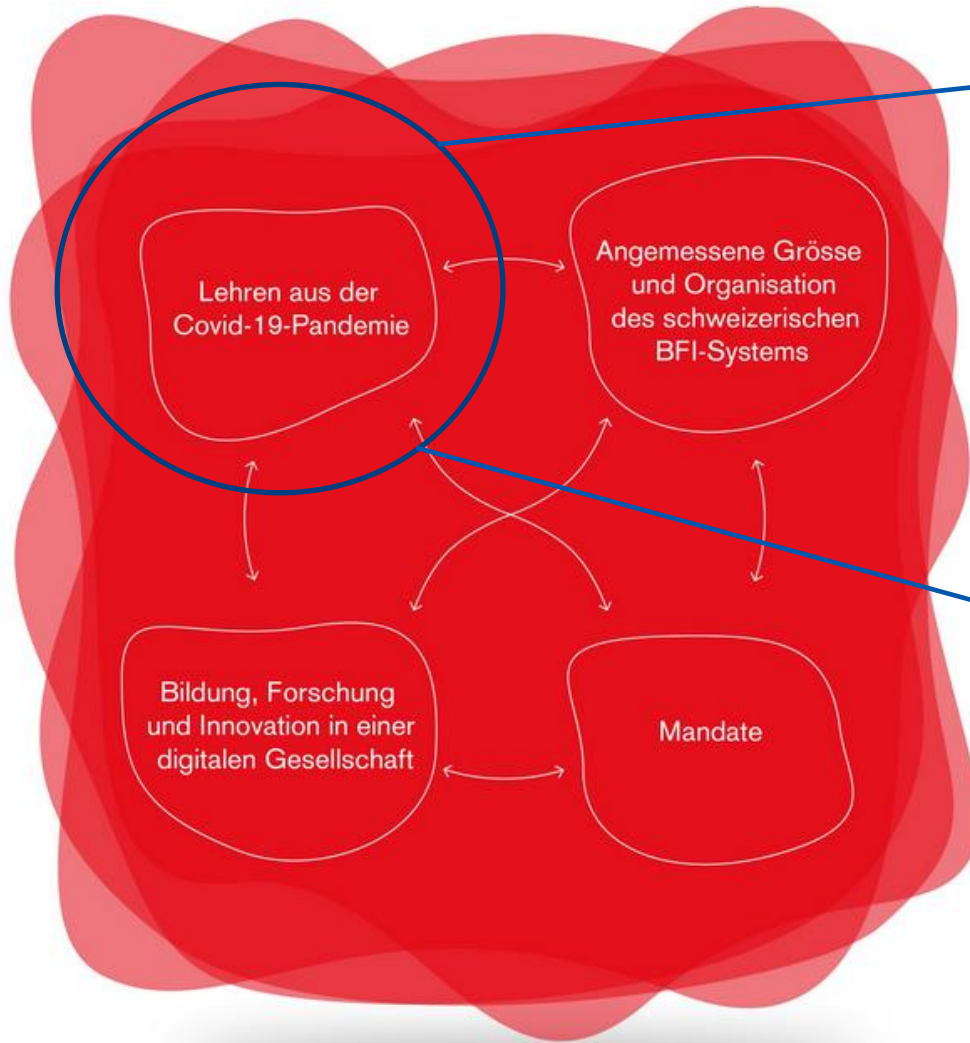 Lehren aus der
Covid-19-Pandemie
Angemessene Grösse
und Organisation
des schweizerischen
BFI-Systems
Bildung, Forschung
und Innovation in einer
digitalen Gesellschaft
Mandate